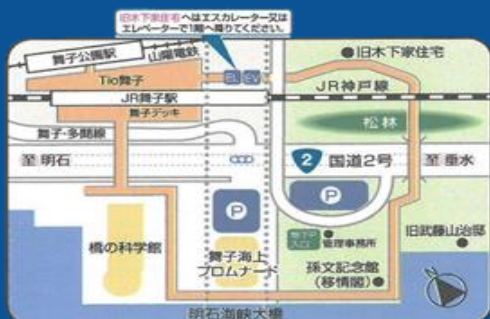 旧木下家住宅へはエスカレーター又は
エレベーターで1階へ降りてください。
舞子公園駅
山陽電鉄
Tio舞子
EL
EV
旧木下家住宅
JR舞子駅
JR神戸線
舞子デッキ
松林
舞子・多聞線
至 明石
2
国道2号
至 垂水
P
P
地下P
入口
管理事務所
旧武藤山治邸
橋の科学館
舞子海上
プロムナード
孫文記念館
(移情閣)
明石海峡大橋